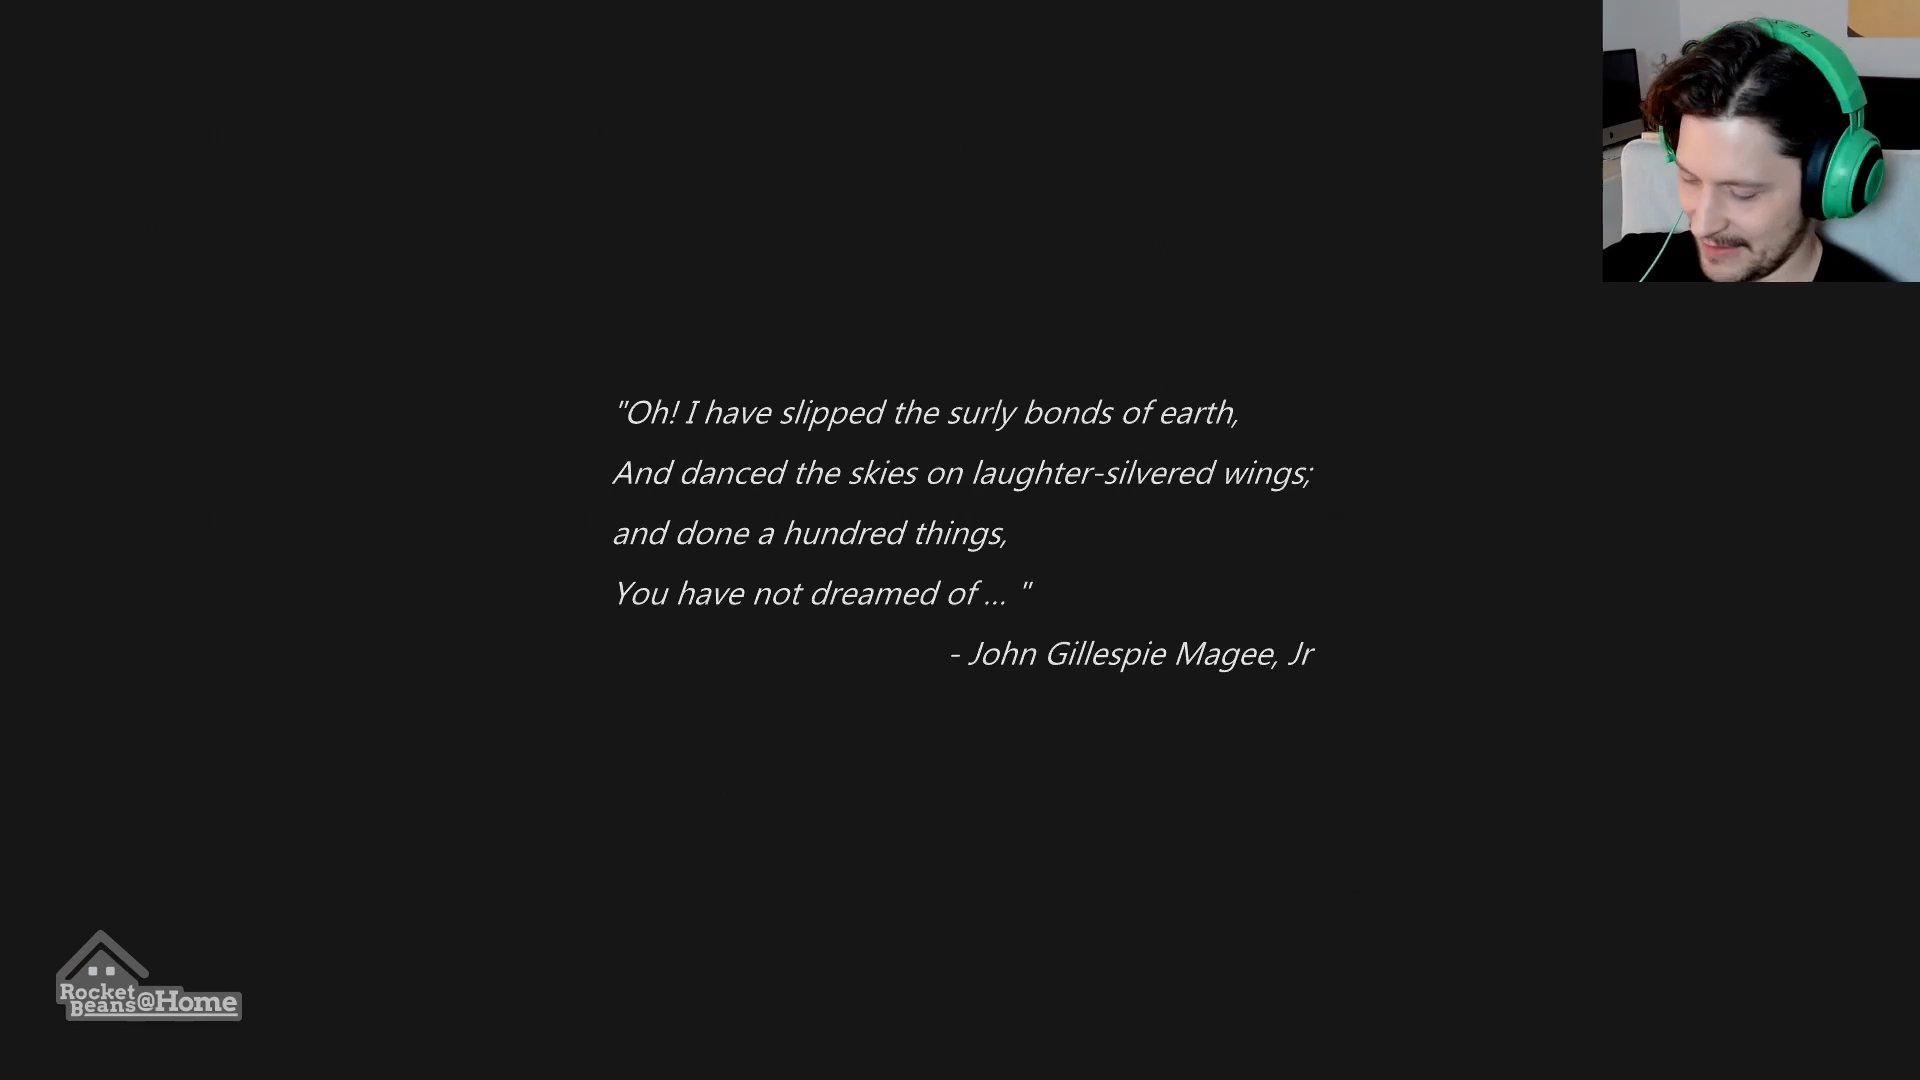 "Oh! I have slipped the surly bonds of earth,
And danced the skies on laughter-silvered wings;
and done a hundred things,
You have not dreamed of ... "
- John Gillespie Magee, Jr
Rocket
Beans@Home